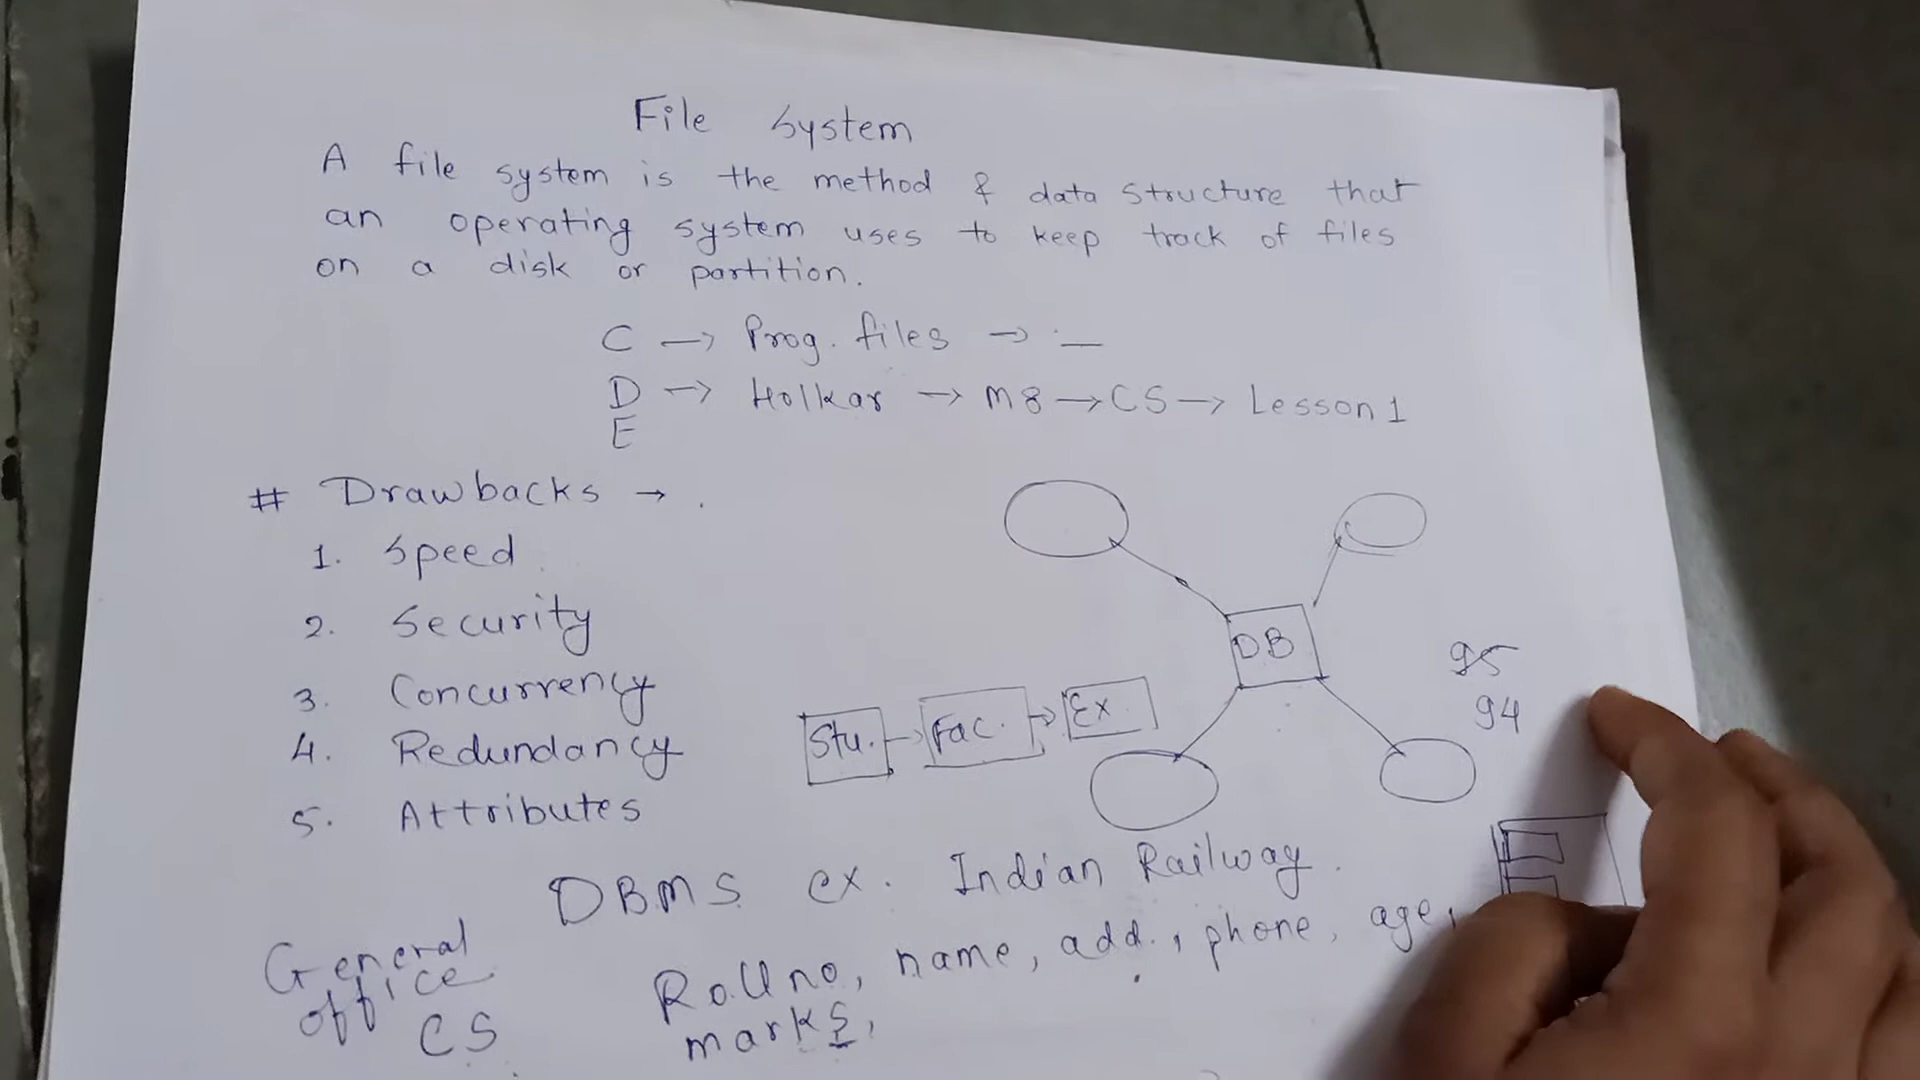 File System
A file system is the method & data structure that
an operating system uses to keep track of files
on a disk or partition.
C → Prog. files → —
D → Holkar → M8 → CS → Lesson 1
E
# Drawbacks →
1. Speed
2. Security
3. Concurrency
4. Redundancy
5. Attributes
DB
95
94
Stu. → Fac. → Ex.
DBMS ex. Indian Railway.
General
office
CS
Roll no, name, add., phone, age,
marks,